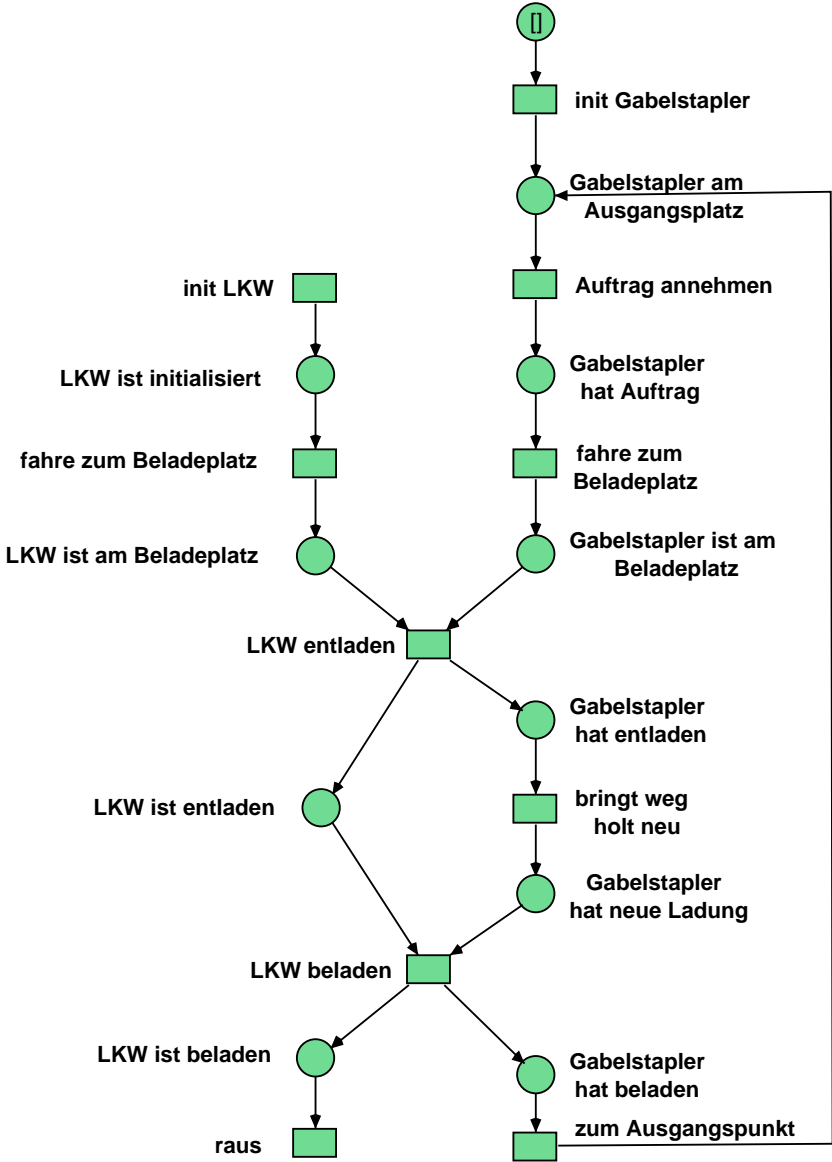 []
init Gabelstapler
Gabelstapler am
Ausgangsplatz
init LKW
Auftrag annehmen
LKW ist initialisiert
Gabelstapler
hat Auftrag
fahre zum Beladeplatz
fahre zum
Beladeplatz
LKW ist am Beladeplatz
Gabelstapler ist am
Beladeplatz
LKW entladen
Gabelstapler
hat entladen
LKW ist entladen
bringt weg
holt neu
Gabelstapler
hat neue Ladung
LKW beladen
LKW ist beladen
Gabelstapler
hat beladen
raus
zum Ausgangspunkt